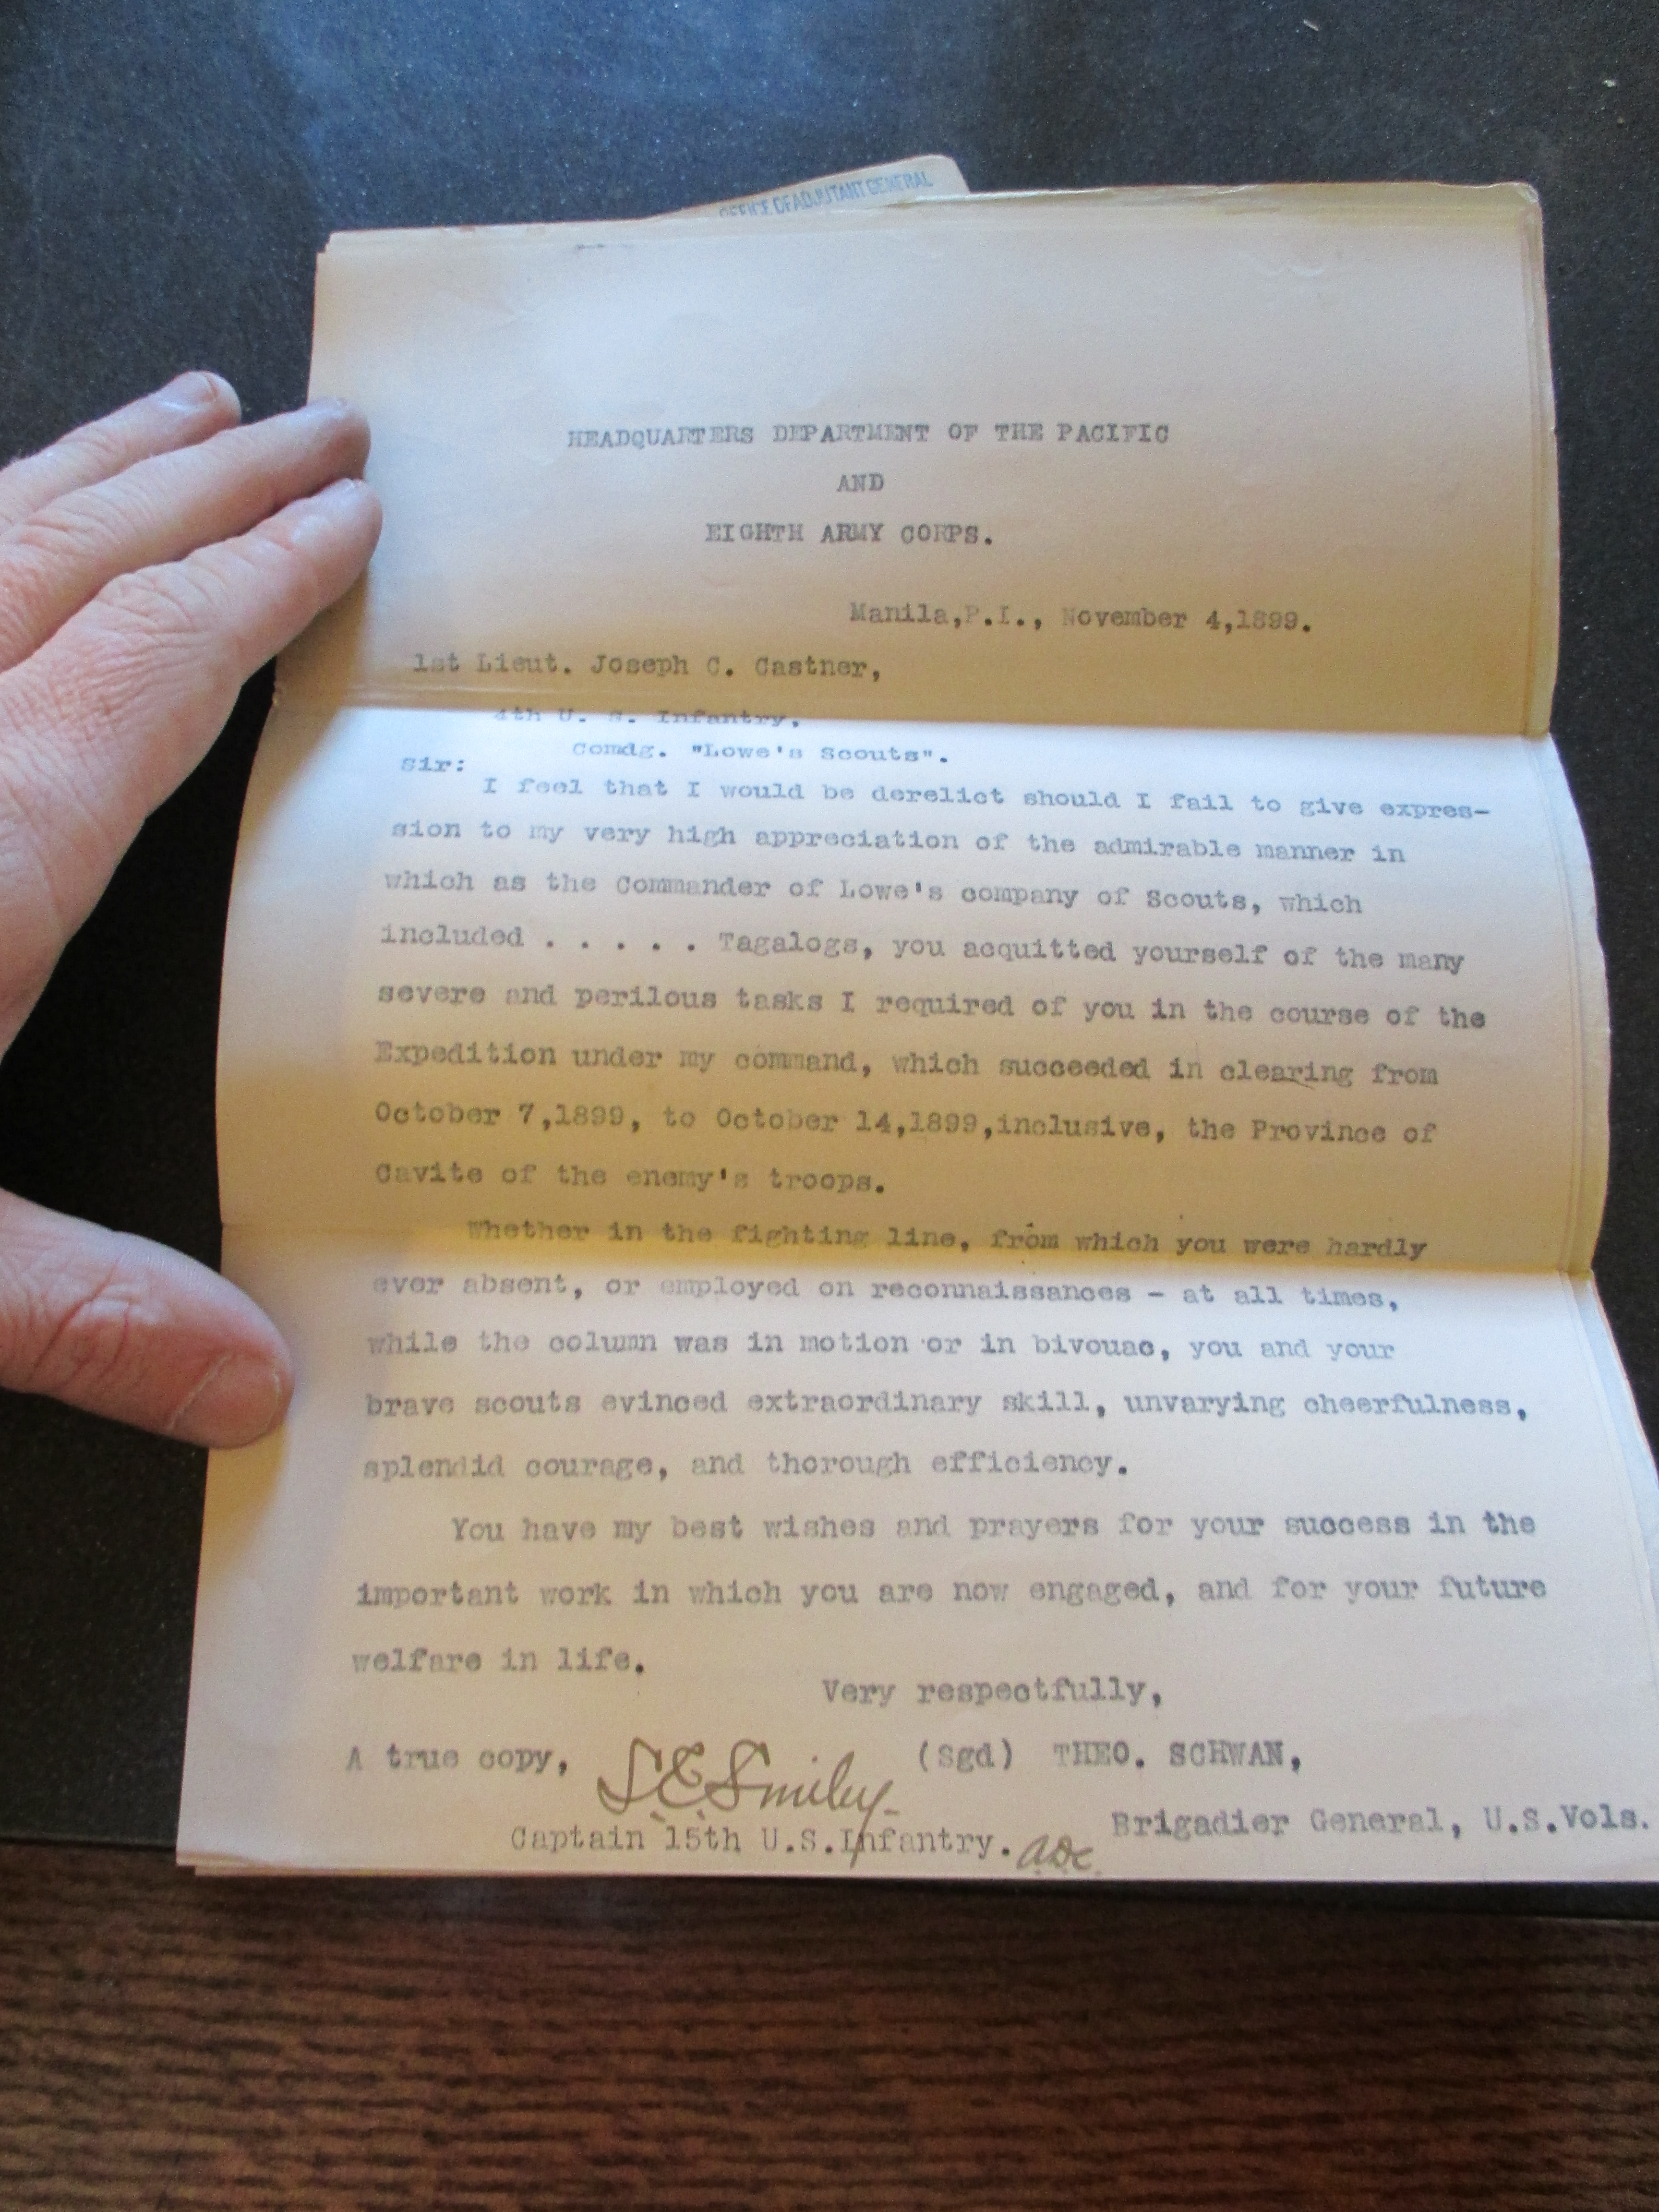 OFFICE OF ADJUTANT GENERAL
HEADQUARTERS DEPARTMENT OF THE PACIFIC
AND
EIGHTH ARMY CORPS.
Manila,P.I., November 4,1899.
1st Lieut. Joseph C. Castner,
4th U. S. Infantry,
Comdg. "Lowe's Scouts".
Sir:
I feel that I would be derelict should I fail to give expres-
sion to my very high appreciation of the admirable manner in
which as the Commander of Lowe's company of Scouts, which
included . . . . . Tagalogs, you acquitted yourself of the many
severe and perilous tasks I required of you in the course of the
Expedition under my command, which succeeded in clearing from
October 7,1899, to October 14,1899,inclusive, the Province of
Cavite of the enemy's troops.
Whether in the fighting line, from which you were hardly
ever absent, or employed on reconnaissances - at all times,
while the column was in motion or in bivouac, you and your
brave scouts evinced extraordinary skill, unvarying cheerfulness,
splendid courage, and thorough efficiency.
You have my best wishes and prayers for your success in the
important work in which you are now engaged, and for your future
welfare in life.
Very respectfully,
A true copy, S E Smiley (Sgd) THEO. SCHWAN,
Captain 15th U.S.Infantry. adc Brigadier General, U.S.Vols.